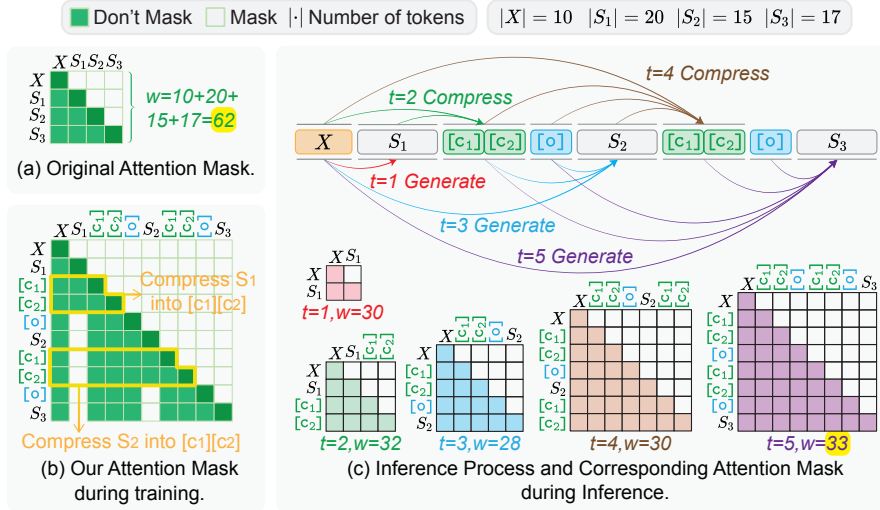 Don't Mask Mask |·| Number of tokens
|X| = 10 |S₁| = 20 |S₂| = 15 |S₃| = 17
X S₁ S₂ S₃
X
S₁
S₂
S₃
w=10+20+
15+17=62
(a) Original Attention Mask.
X S₁ [c₁] [c₂] [o] S₂ [c₁] [c₂] [o] S₃
X
S₁
[c₁]
[c₂]
[o]
S₂
[c₁]
[c₂]
[o]
S₃
Compress S₁
into [c₁][c₂]
Compress S₂ into [c₁][c₂]
(b) Our Attention Mask
during training.
t=4 Compress
t=2 Compress
X S₁ [c₁] [c₂] [o] S₂ [c₁] [c₂] [o] S₃
t=1 Generate
t=3 Generate
t=5 Generate
X S₁
X
S₁
t=1,w=30
X S₁ [c₁] [c₂]
X
S₁
[c₁]
[c₂]
t=2,w=32
X [c₁] [c₂] [o] S₂
X
[c₁]
[c₂]
[o]
S₂
t=3,w=28
X [c₁] [c₂] [o] S₂ [c₁] [c₂]
X
[c₁]
[c₂]
[o]
S₂
[c₁]
[c₂]
t=4,w=30
X [c₁] [c₂] [o] [c₁] [c₂] [o] S₃
X
[c₁]
[c₂]
[o]
[c₁]
[c₂]
[o]
S₃
t=5,w=33
(c) Inference Process and Corresponding Attention Mask
during Inference.